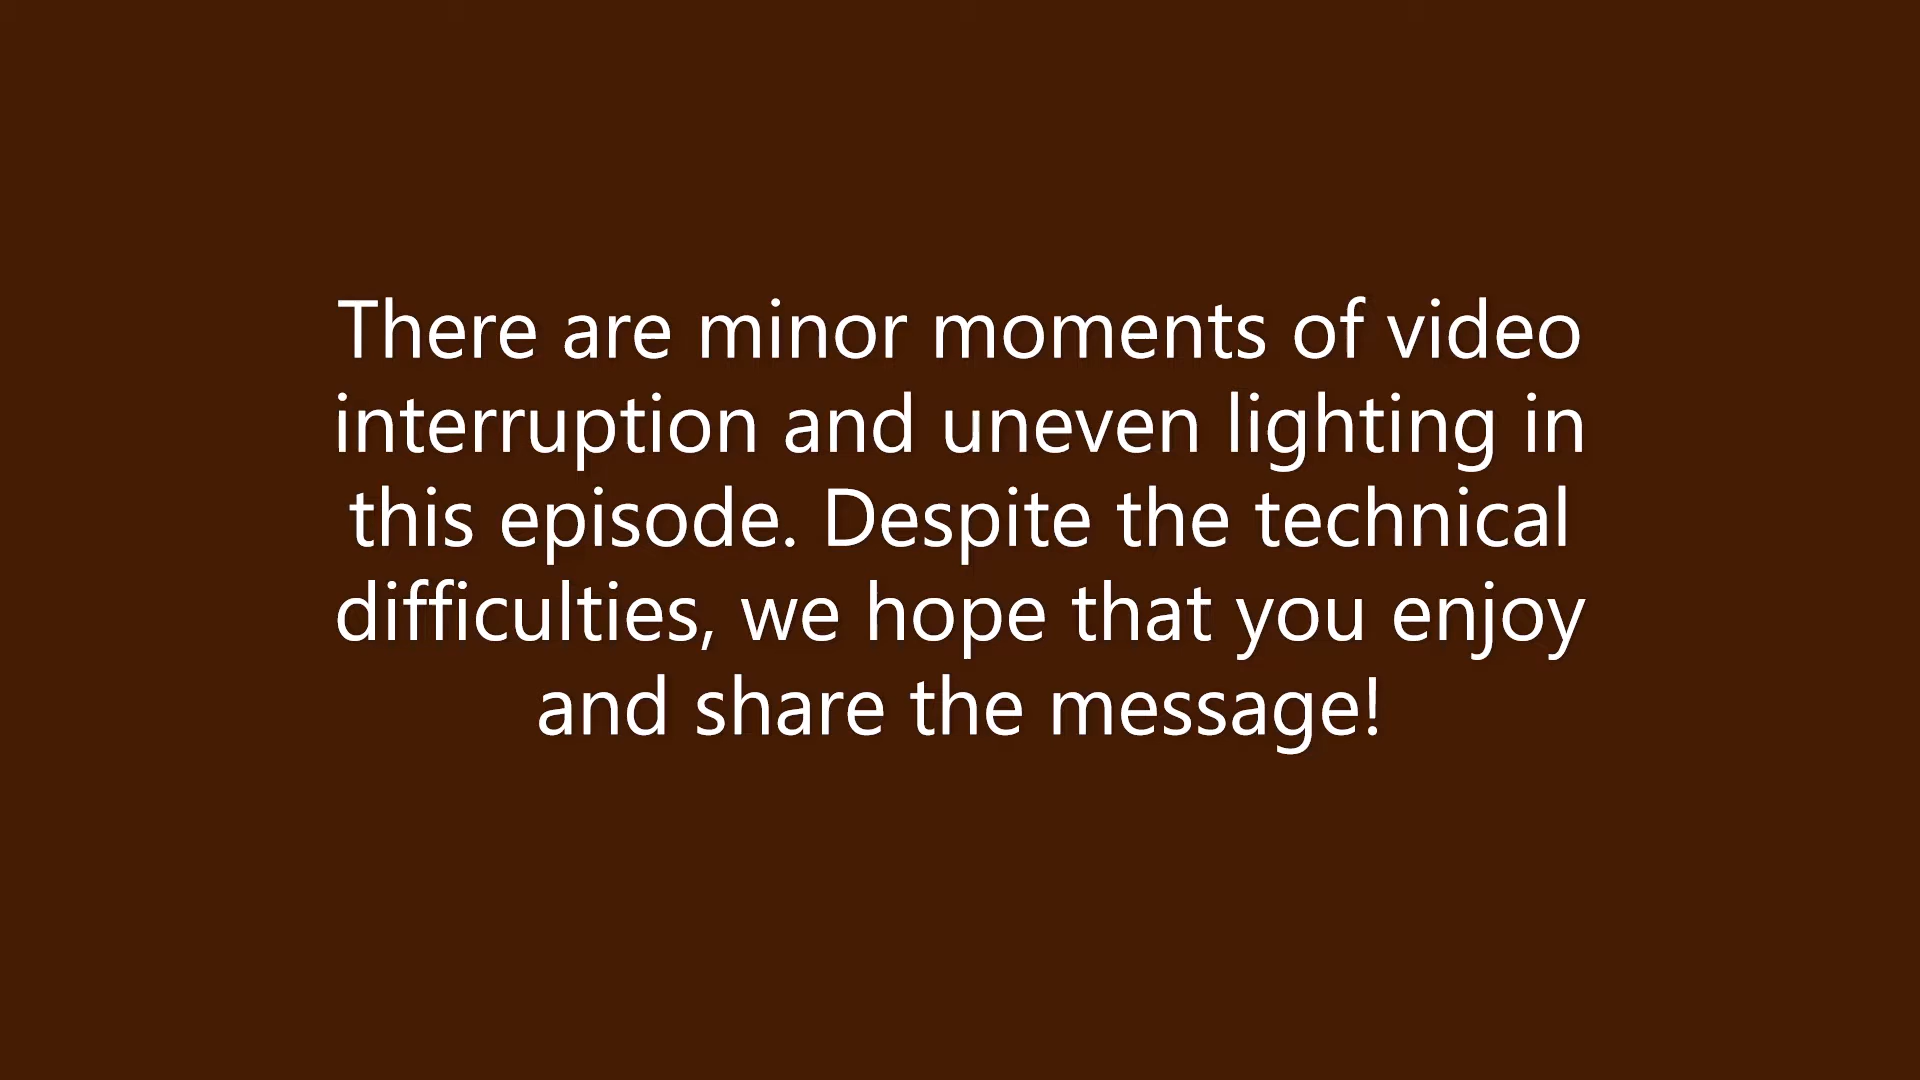 There are minor moments of video
interruption and uneven lighting in
this episode. Despite the technical
difficulties, we hope that you enjoy
and share the message!